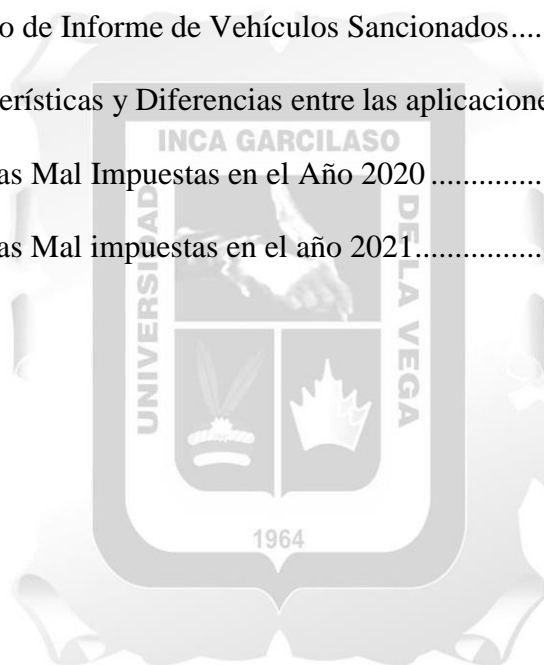 o de Informe de Vehículos Sancionados....
erísticas y Diferencias entre las aplicacione
as Mal Impuestas en el Año 2020 ...............
as Mal impuestas en el año 2021.................
INCA GARCILASO
UNIVERSIDAD
DE LA VEGA
1964